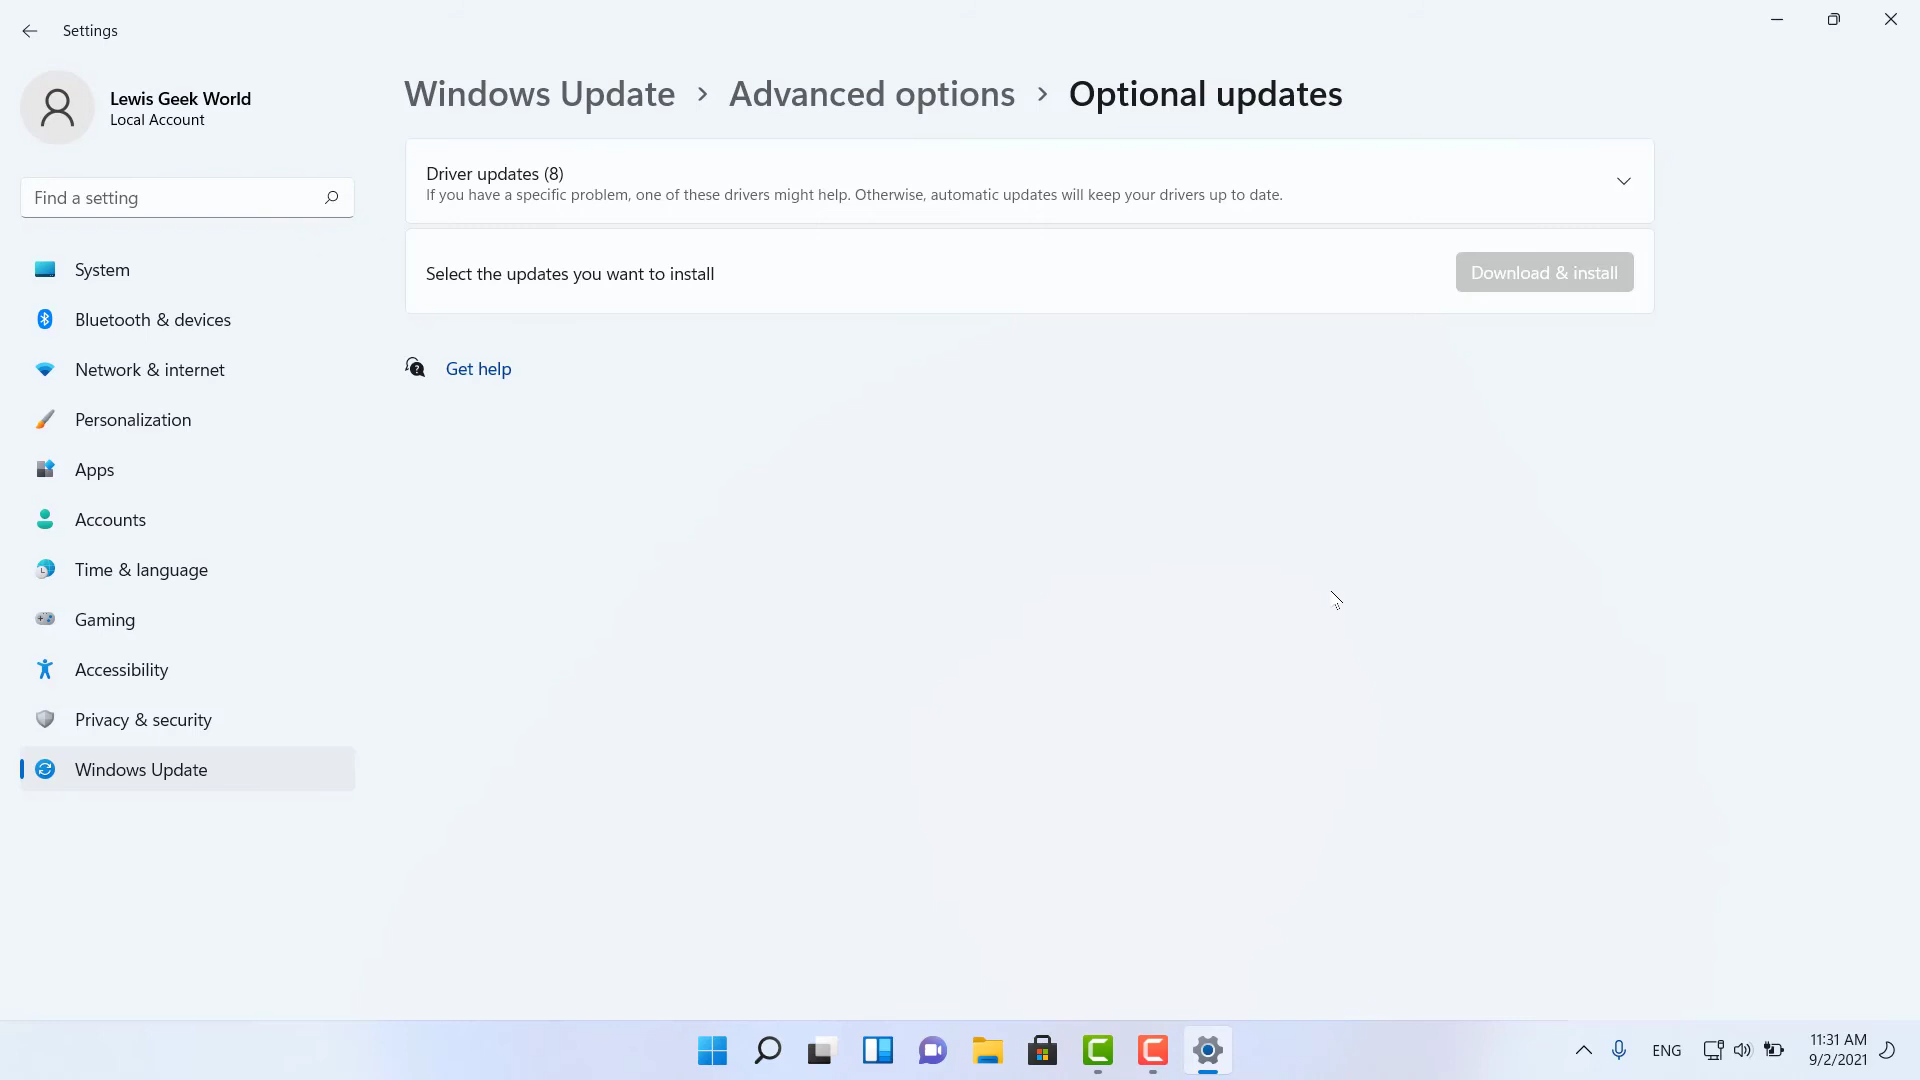 Settings
Lewis Geek World
Local Account
Find a setting
System
Bluetooth & devices
Network & internet
Personalization
Apps
Accounts
Time & language
Gaming
Accessibility
Privacy & security
Windows Update
Windows Update > Advanced options > Optional updates
Driver updates (8)
If you have a specific problem, one of these drivers might help. Otherwise, automatic updates will keep your drivers up to date.
Select the updates you want to install
Download & install
Get help
ENG
11:31 AM
9/2/2021